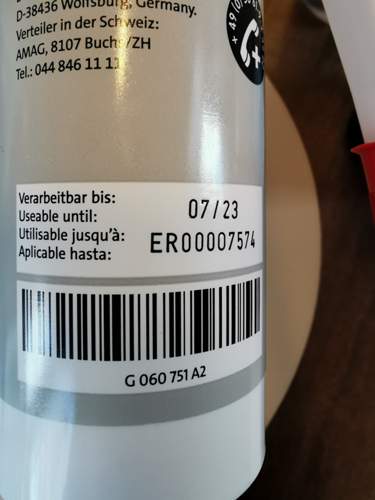 D-38436 Wolfsburg, Germany.
Verteiler in der Schweiz:
AMAG, 8107 Buchs/ZH
Tel.: 044 846 11 11
Verarbeitbar bis:
Useable until:
Utilisable jusqu'à:
Aplicable hasta:
07/23
ER00007574
G 060 751 A2